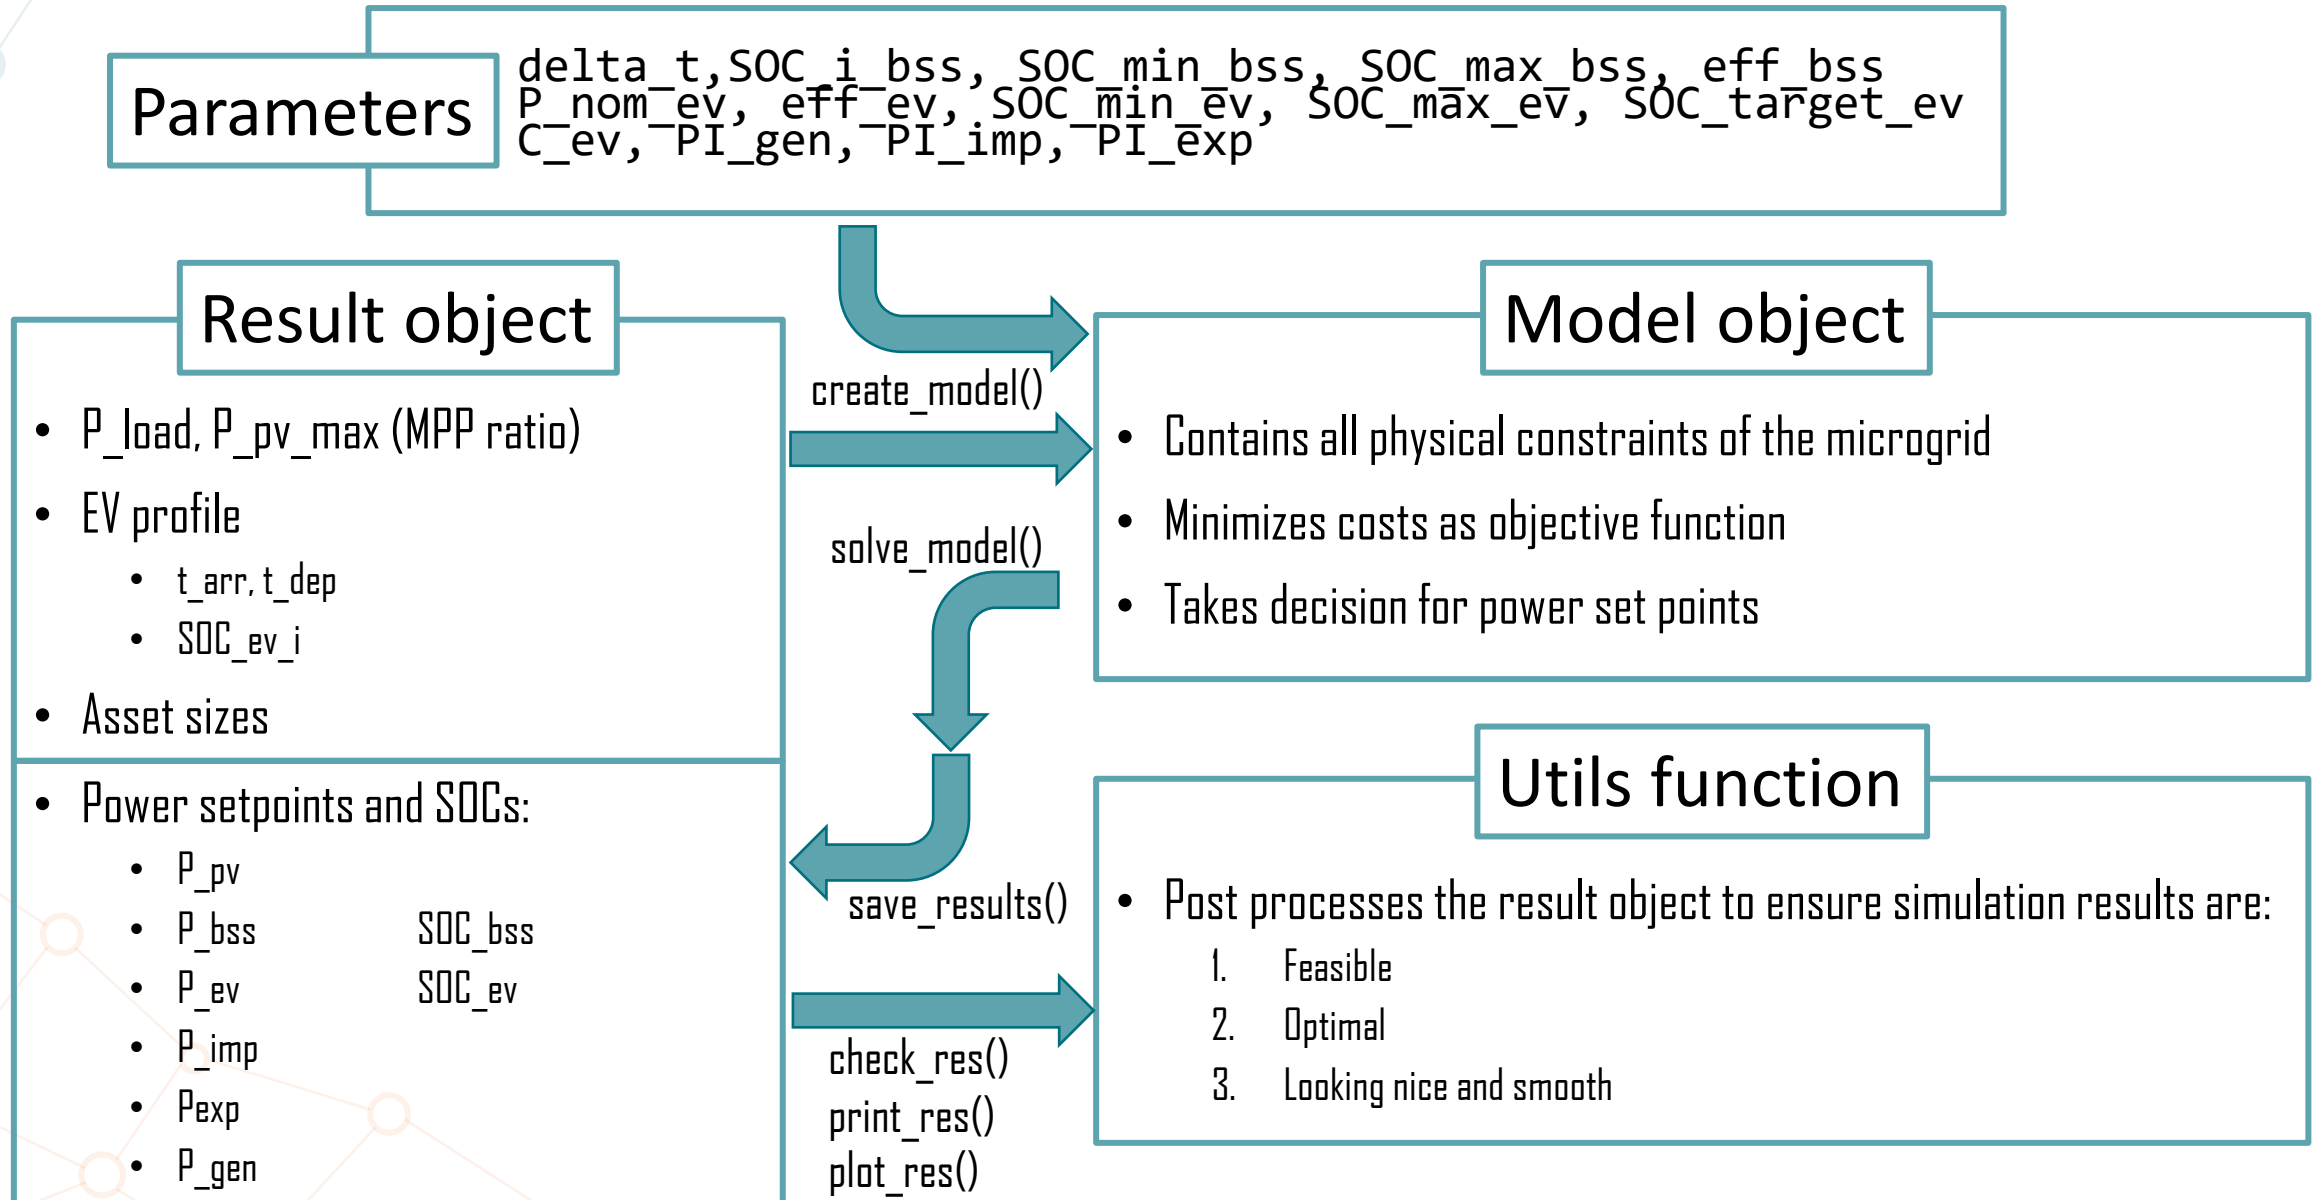 Parameters
delta_t,SOC_i_bss, SOC_min_bss, SOC_max_bss, eff_bss
P_nom_ev, eff_ev, SOC_min_ev, SOC_max_ev, SOC_target_ev
C_ev, PI_gen, PI_imp, PI_exp
Result object
• P_load, P_pv_max (MPP ratio)
• EV profile
• t_arr, t_dep
• SOC_ev_i
• Asset sizes
• Power setpoints and SOCs:
• P_pv
• P_bss SOC_bss
• P_ev SOC_ev
• P_imp
• Pexp
• P_gen
create_model()
solve_model()
save_results()
check_res()
print_res()
plot_res()
Model object
• Contains all physical constraints of the microgrid
• Minimizes costs as objective function
• Takes decision for power set points
Utils function
• Post processes the result object to ensure simulation results are:
1. Feasible
2. Optimal
3. Looking nice and smooth